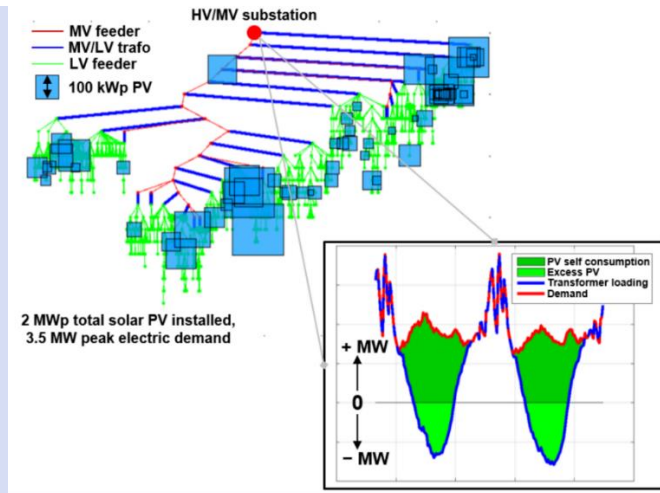 HV/MV substation
MV feeder
MV/LV trafo
LV feeder
100 kWp PV
2 MWp total solar PV installed,
3.5 MW peak electric demand
PV self consumption
Excess PV
Transformer loading
Demand
+ MW
0
− MW